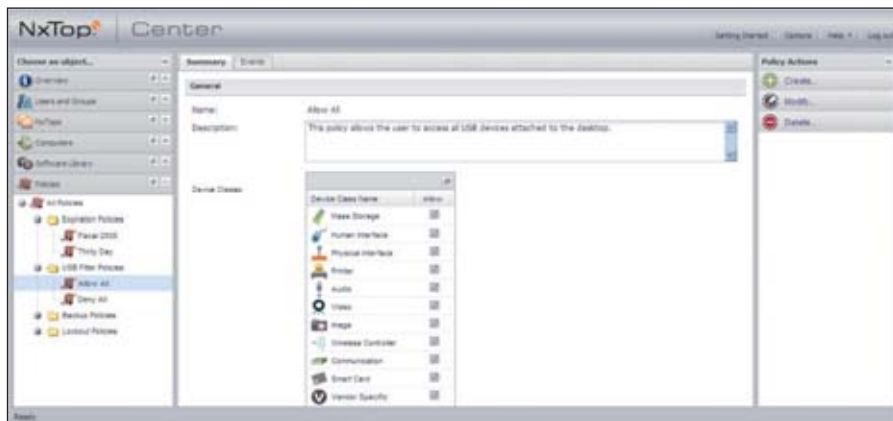 NxTop Center
Getting Started Options Help Log out
Choose an object...
Overview
Users and Groups
NxTops
Computers
Software Library
Policies
All Policies
Expiration Policies
Fiscal 2009
Thirty Day
USB Filter Policies
Allow All
Deny All
Backup Policies
Lockout Policies
Summary Events
General
Name: Allow All
Description: This policy allows the user to access all USB devices attached to the desktop.
Device Classes
Device Class Name Allow
Mass Storage
Human Interface
Physical Interface
Printer
Audio
Video
Image
Wireless Controller
Communication
Smart Card
Vendor Specific
Policy Actions
Create...
Modify...
Delete...
Ready